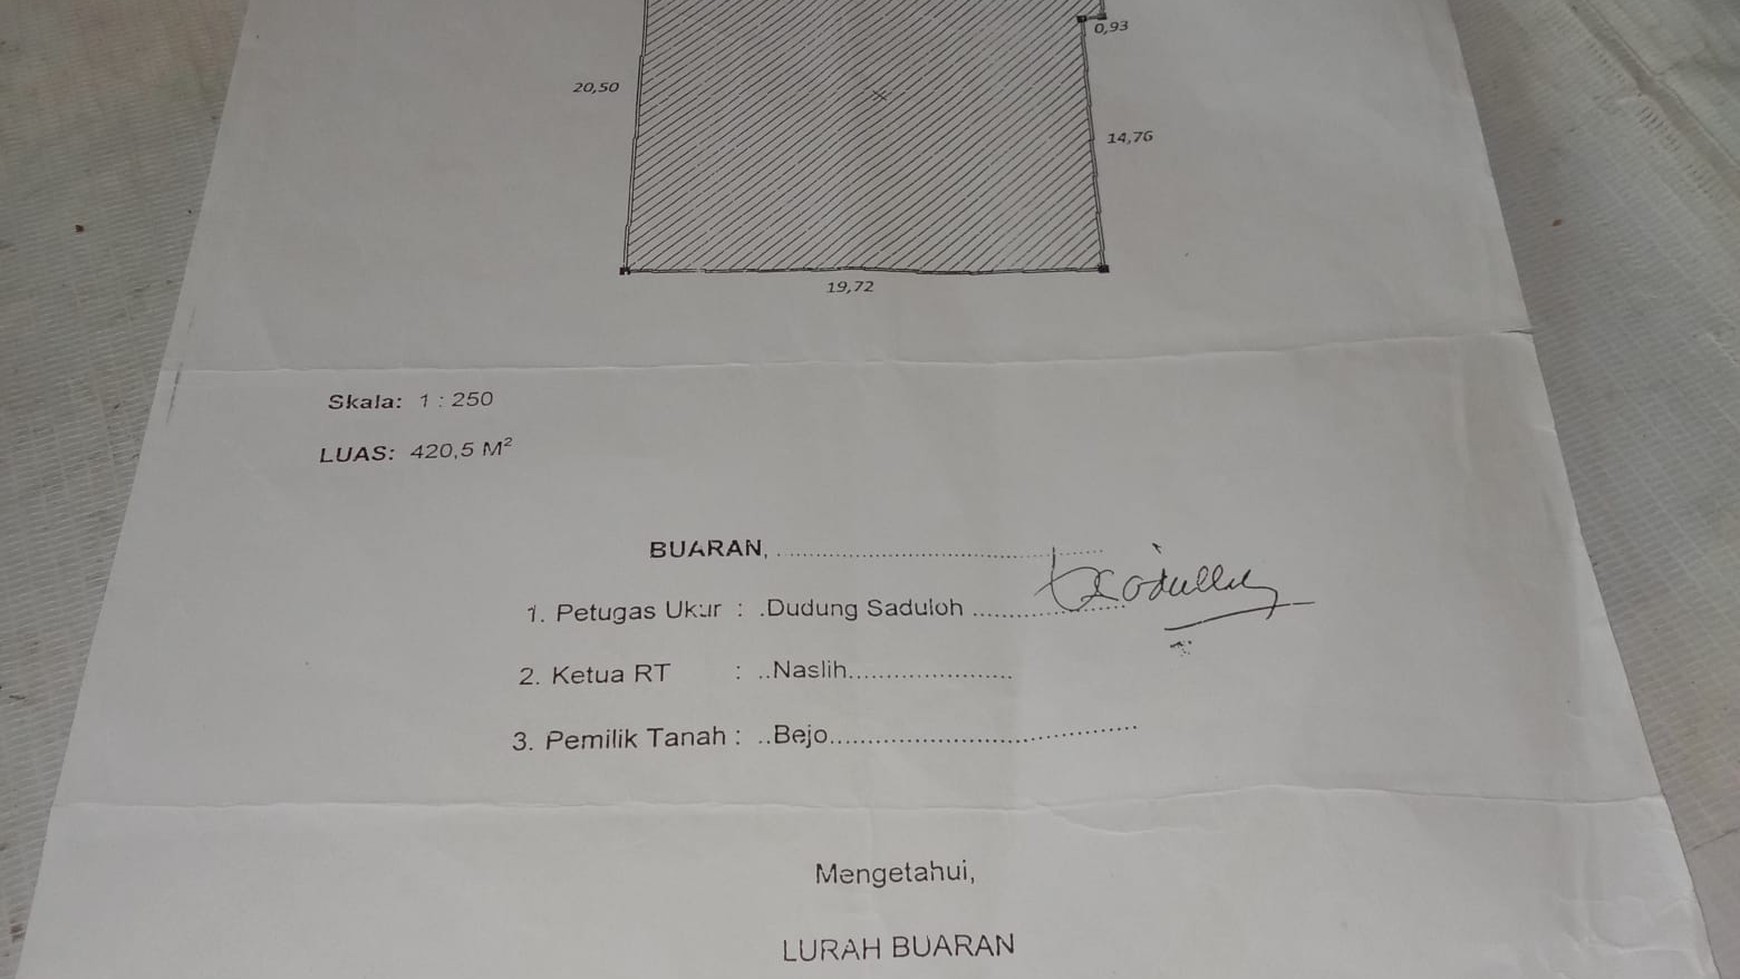 0,93
20,50
14,76
19,72
Skala: 1 : 250
LUAS: 420,5 M²
BUARAN, ..........................................
1. Petugas Ukur : .Dudung Saduloh ....................
2. Ketua RT : ..Naslih......................
3. Pemilik Tanah : ..Bejo..........................................
Mengetahui,
LURAH BUARAN